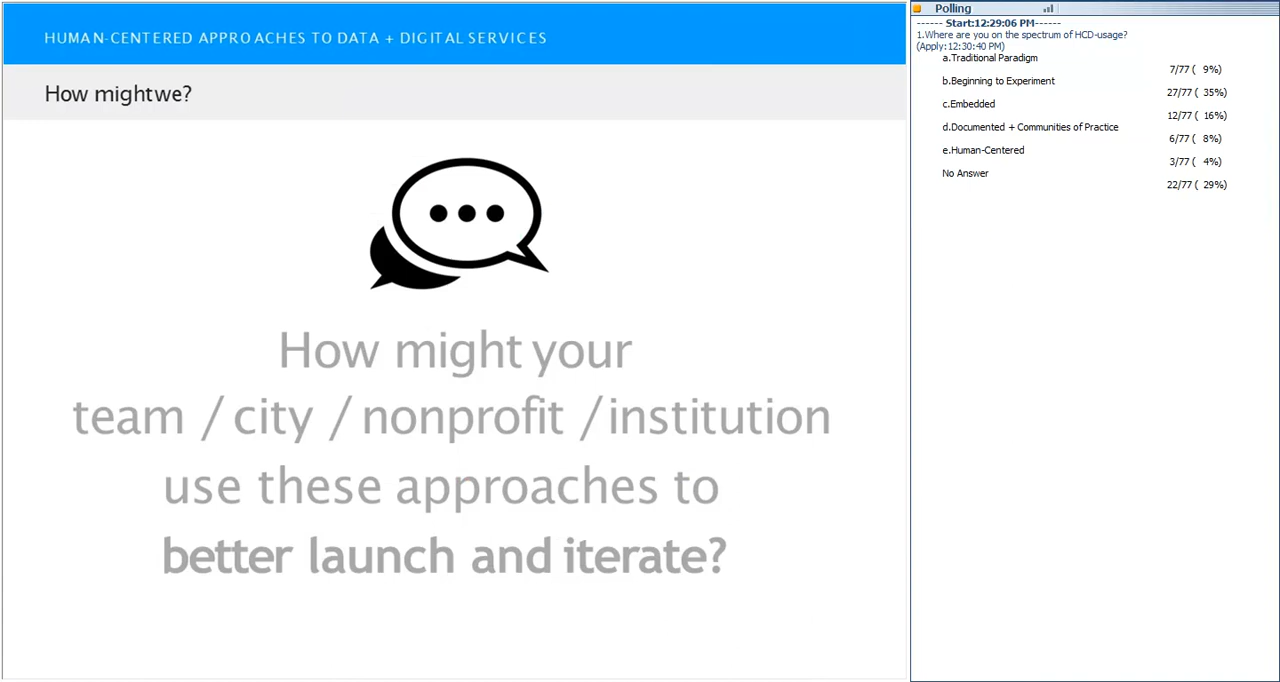 HUMAN-CENTERED APPROACHES TO DATA + DIGITAL SERVICES
How might we?
How might your
team / city / nonprofit / institution
use these approaches to
better launch and iterate?
Polling
------ Start:12:29:06 PM------
1.Where are you on the spectrum of HCD-usage?
(Apply:12:30:40 PM)
a.Traditional Paradigm
7/77 ( 9%)
b.Beginning to Experiment
27/77 ( 35%)
c.Embedded
12/77 ( 16%)
d.Documented + Communities of Practice
6/77 ( 8%)
e.Human-Centered
3/77 ( 4%)
No Answer
22/77 ( 29%)